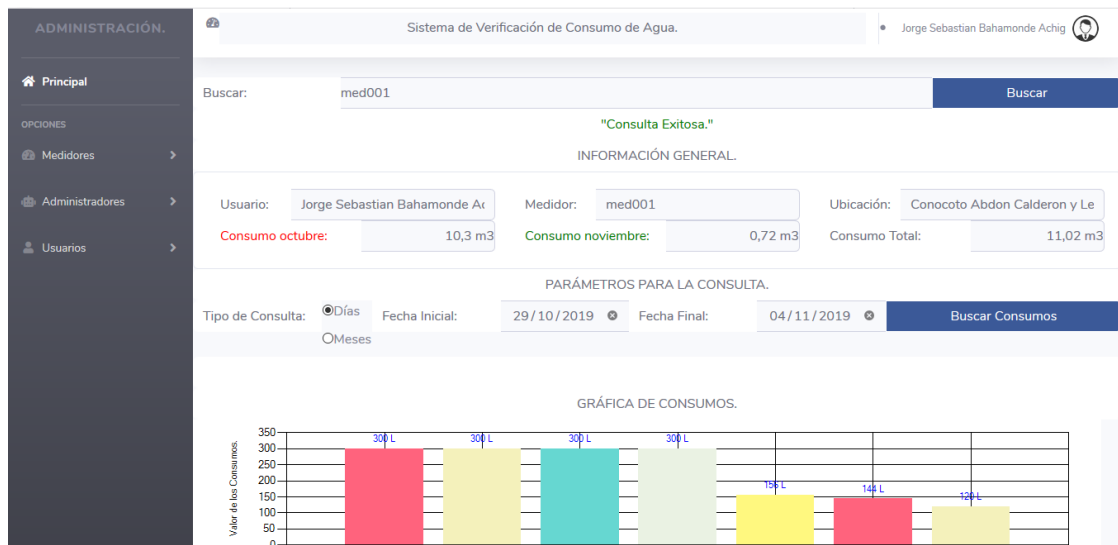 ADMINISTRACIÓN.
Sistema de Verificación de Consumo de Agua.
Jorge Sebastian Bahamonde Achig
Principal
OPCIONES
Medidores
Administradores
Usuarios
Buscar: med001 Buscar
"Consulta Exitosa."
INFORMACIÓN GENERAL.
Usuario: Jorge Sebastian Bahamonde Medidor: med001 Ubicación: Conocoto Abdon Calderon y Le
Consumo octubre: 10,3 m3 Consumo noviembre: 0,72 m3 Consumo Total: 11,02 m3
PARÁMETROS PARA LA CONSULTA.
Tipo de Consulta: Días Fecha Inicial: 29/10/2019 Fecha Final: 04/11/2019 Buscar Consumos
Meses
GRÁFICA DE CONSUMOS.
Valor de los Consumos.
350
300
250
200
150
100
50
0
300 L 300 L 300 L 300 L 156 L 144 L 120 L